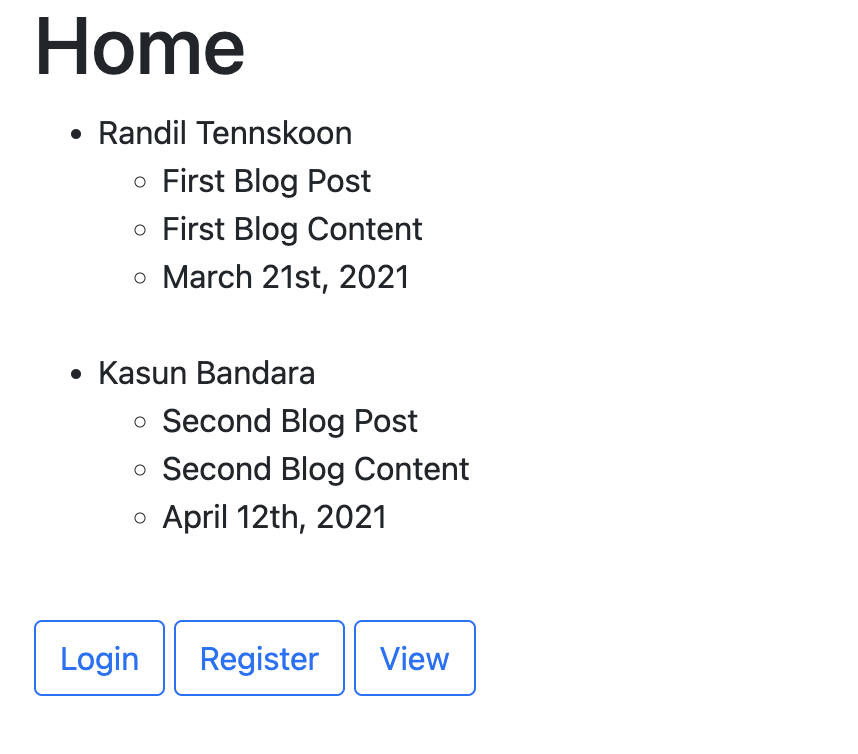 Home
Randil Tennskoon
First Blog Post
First Blog Content
March 21st, 2021
Kasun Bandara
Second Blog Post
Second Blog Content
April 12th, 2021
Login Register View